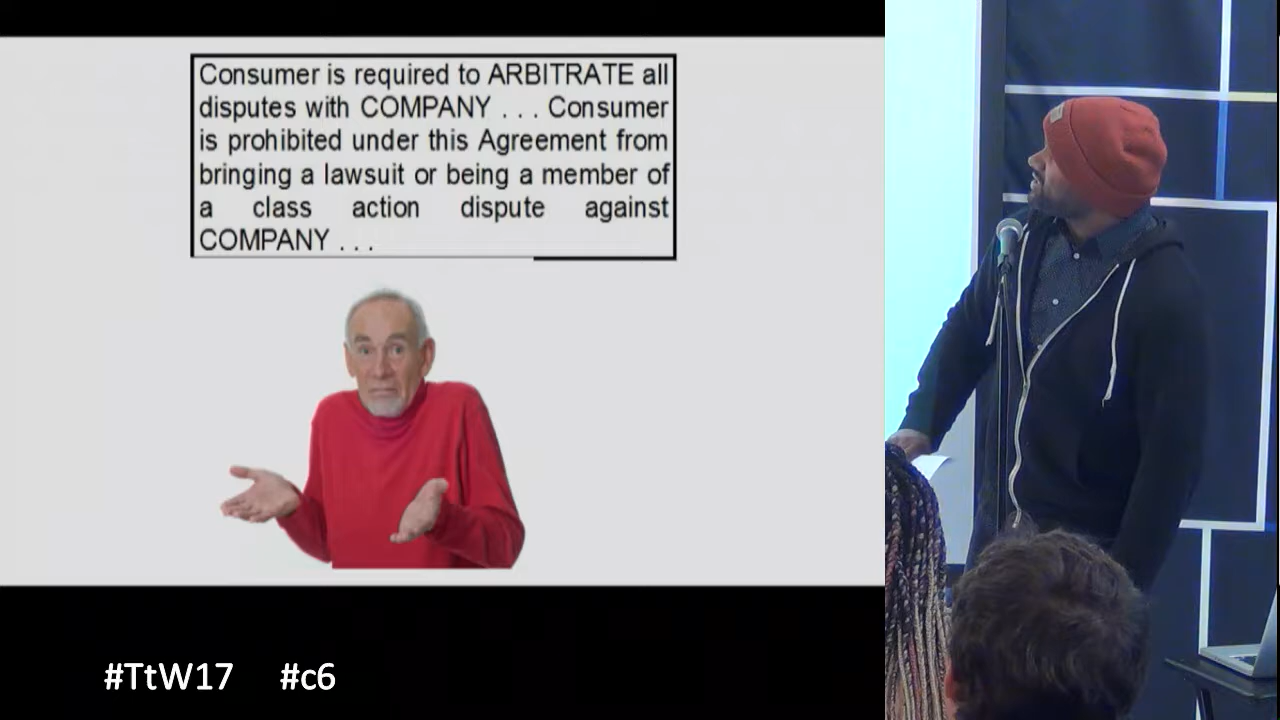 Consumer is required to ARBITRATE all
disputes with COMPANY . . . Consumer
is prohibited under this Agreement from
bringing a lawsuit or being a member of
a class action dispute against
COMPANY . . .
#TtW17 #c6